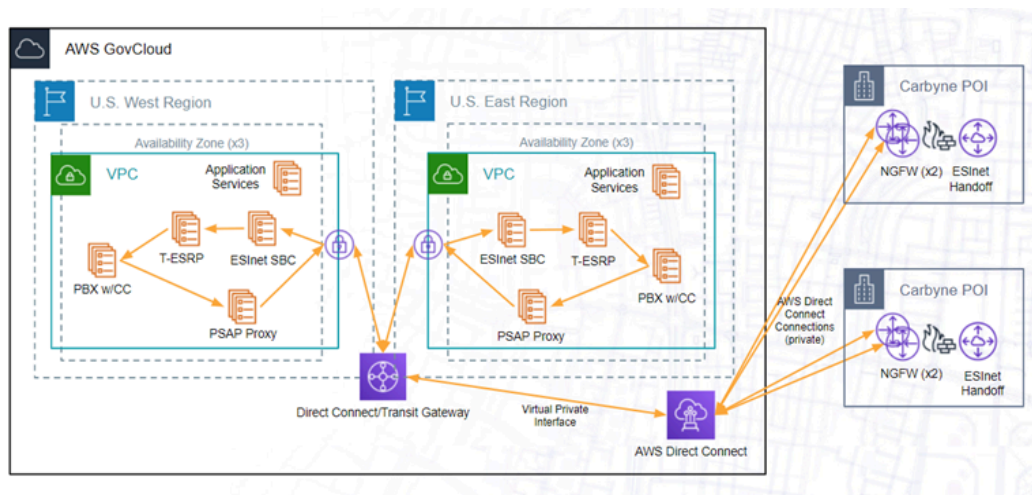 AWS GovCloud
U.S. West Region
Availability Zone (x3)
VPC
Application
Services
T-ESRP
ESInet SBC
PBX w/CC
PSAP Proxy
U.S. East Region
Availability Zone (x3)
VPC
Application
Services
ESInet SBC
T-ESRP
PBX w/CC
PSAP Proxy
Direct Connect/Transit Gateway
Virtual Private
Interface
AWS Direct Connect
AWS Direct
Connect
Connections
(private)
Carbyne POI
NGFW (x2)
ESInet
Handoff
Carbyne POI
NGFW (x2)
ESInet
Handoff